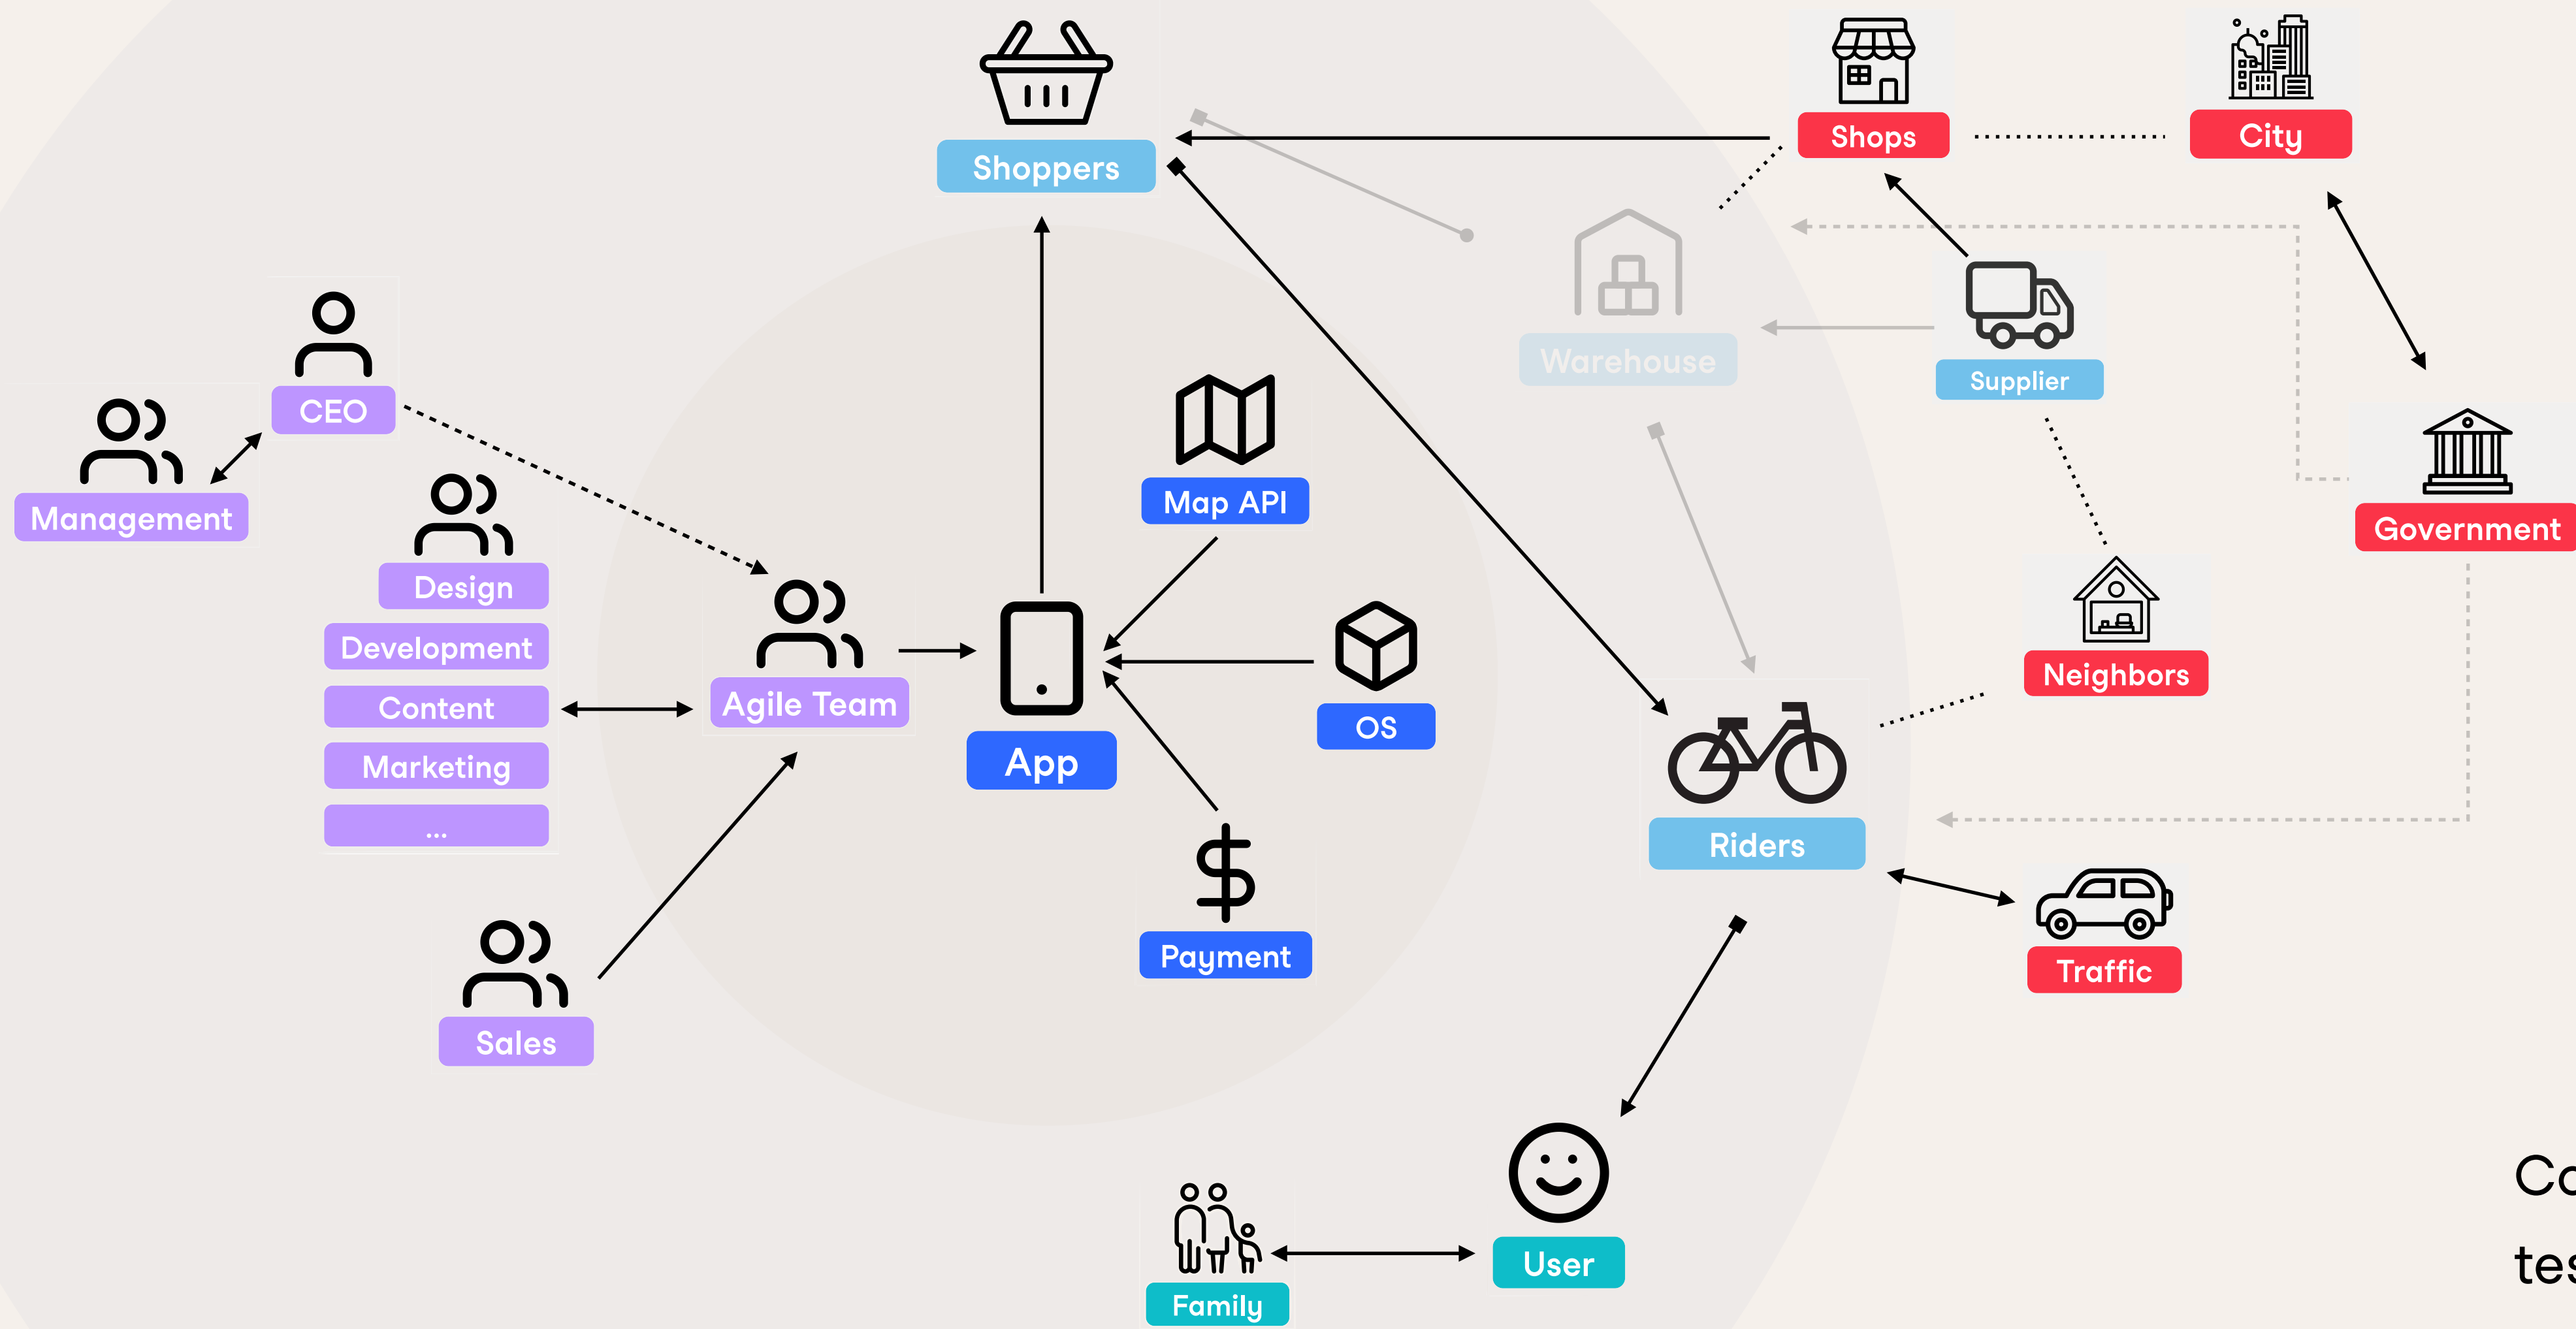 Shoppers
Shops
City
Warehouse
Supplier
CEO
Management
Map API
Government
Design
Development
Content
Marketing
...
Agile Team
App
OS
Neighbors
Riders
Payment
Traffic
Sales
User
Family